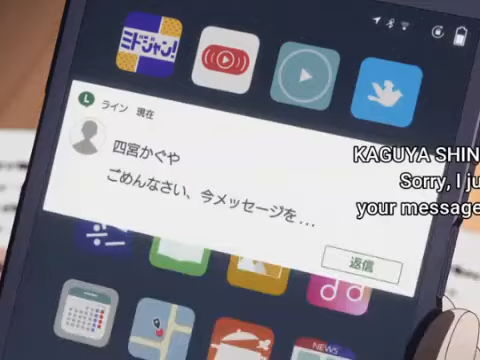 ミドジャン!
L ライン 現在
四宮かぐや
ごめんなさい、今メッセージを...
返信
KAGUYA SHIN
Sorry, I ju
your message
NEWS